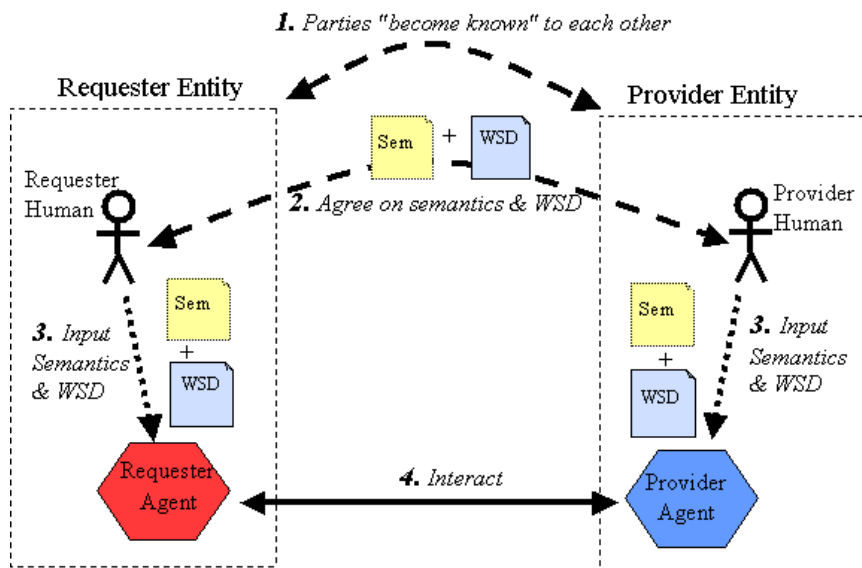 1. Parties "become known" to each other
Requester Entity
Provider Entity
Sem
+
WSD
Requester
Human
Provider
Human
2. Agree on semantics & WSD
Sem
+
WSD
3. Input
Semantics
& WSD
Sem
+
WSD
3. Input
Semantics
& WSD
Requester
Agent
4. Interact
Provider
Agent